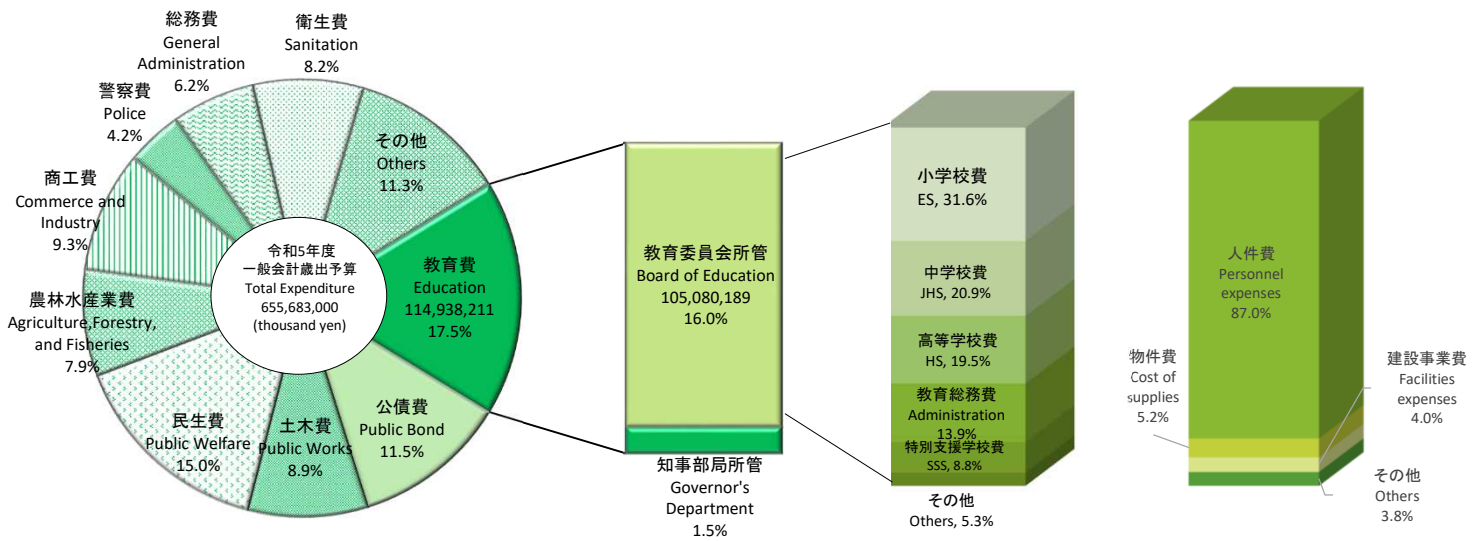 総務費
General
Administration
6.2%
衛生費
Sanitation
8.2%
警察費
Police
4.2%
その他
Others
11.3%
商工費
Commerce and
Industry
9.3%
令和5年度
一般会計歳出予算
Total Expenditure
655,683,000
(thousand yen)
教育費
Education
114,938,211
17.5%
農林水産業費
Agriculture,Forestry,
and Fisheries
7.9%
民生費
Public Welfare
15.0%
土木費
Public Works
8.9%
公債費
Public Bond
11.5%
教育委員会所管
Board of Education
105,080,189
16.0%
知事部局所管
Governor's
Department
1.5%
小学校費
ES, 31.6%
中学校費
JHS, 20.9%
高等学校費
HS, 19.5%
教育総務費
Administration
13.9%
特別支援学校費
SSS, 8.8%
その他
Others, 5.3%
人件費
Personnel
expenses
87.0%
物件費
Cost of
supplies
5.2%
建設事業費
Facilities
expenses
4.0%
その他
Others
3.8%